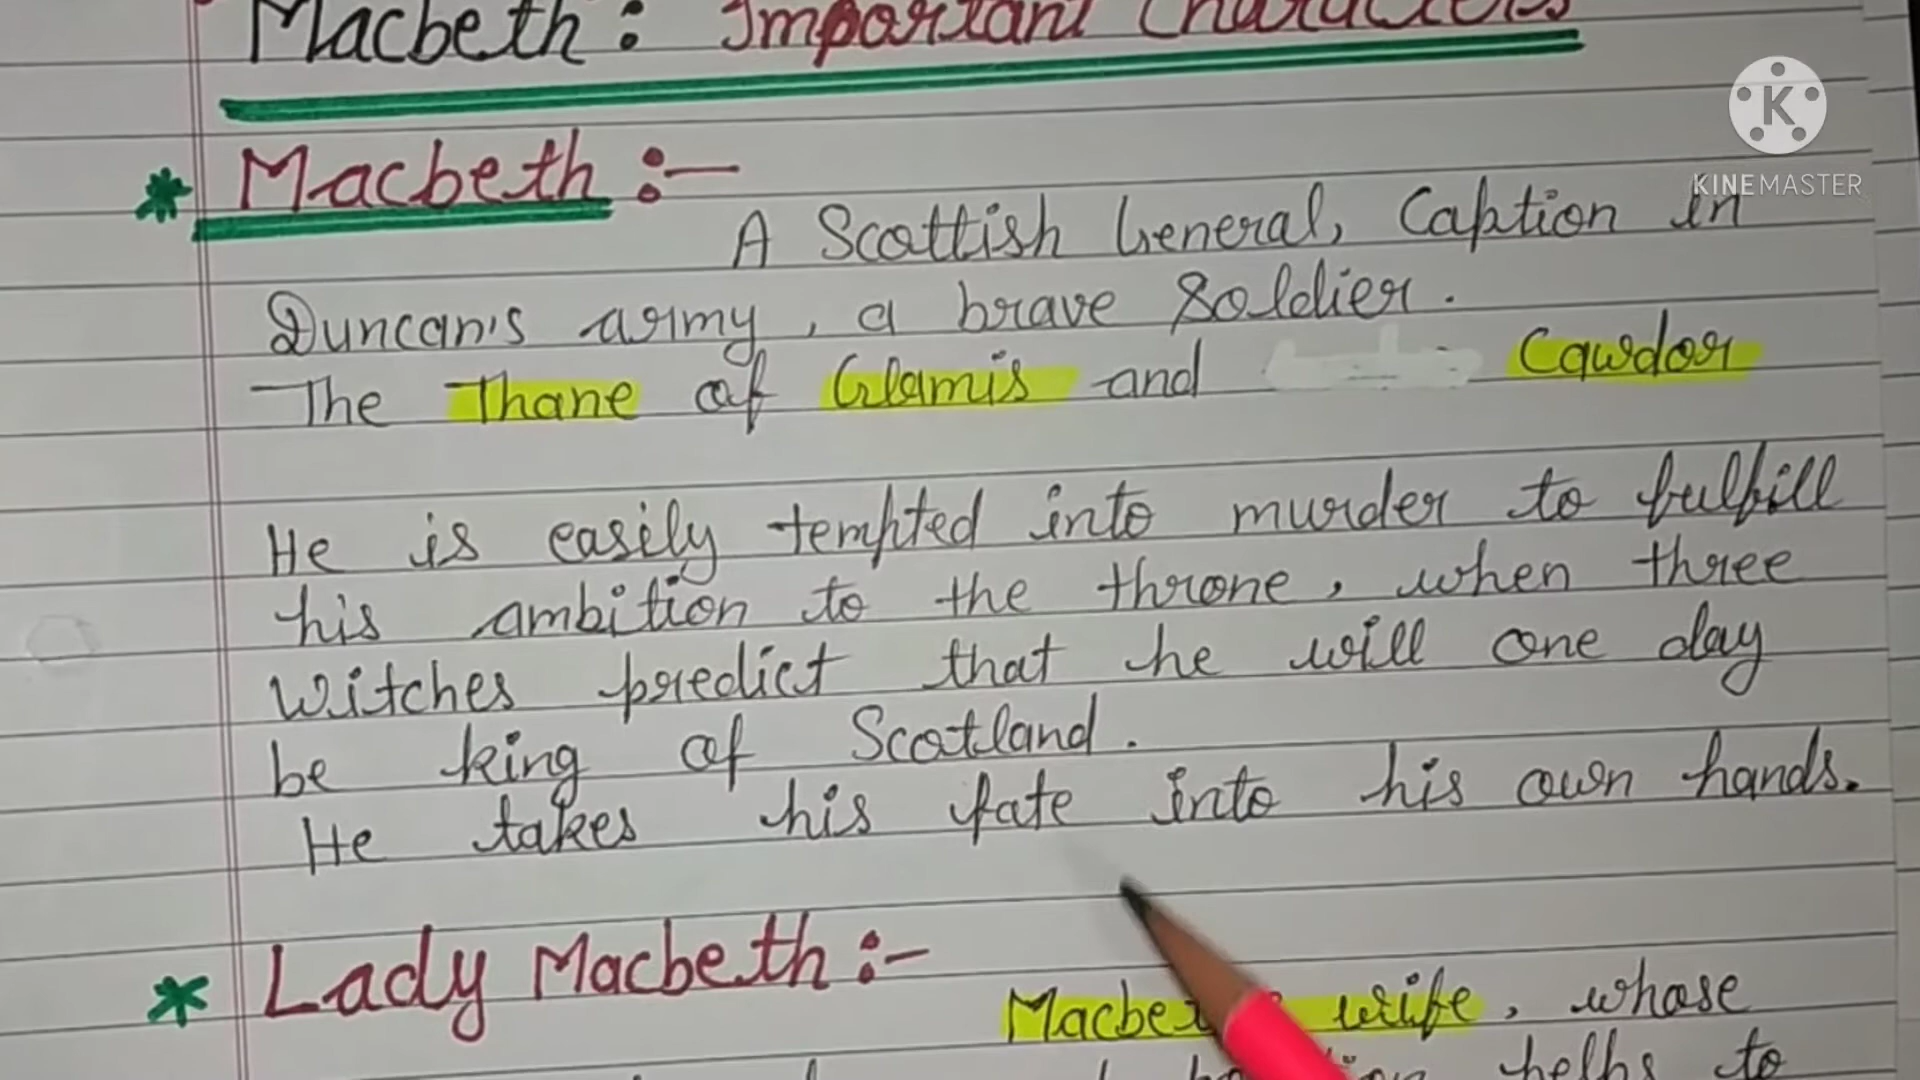 Macbeth : Important Characters
KINEMASTER
* Macbeth :-
A Scottish General, Caption in
Duncan's army, a brave Soldier.
The Thane of Glamis and Cawdor
He is easily tempted into murder to fulfill
his ambition to the throne, when three
Witches predict that he will one day
be king of Scotland.
He takes his fate into his own hands.
* Lady Macbeth :-
wife, whose
helps to